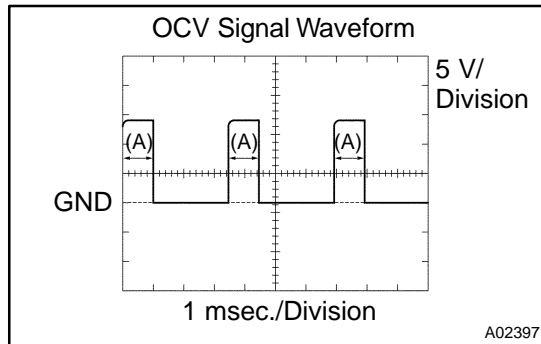 OCV Signal Waveform
5 V/
Division
(A) (A) (A)
GND
1 msec./Division
A02397